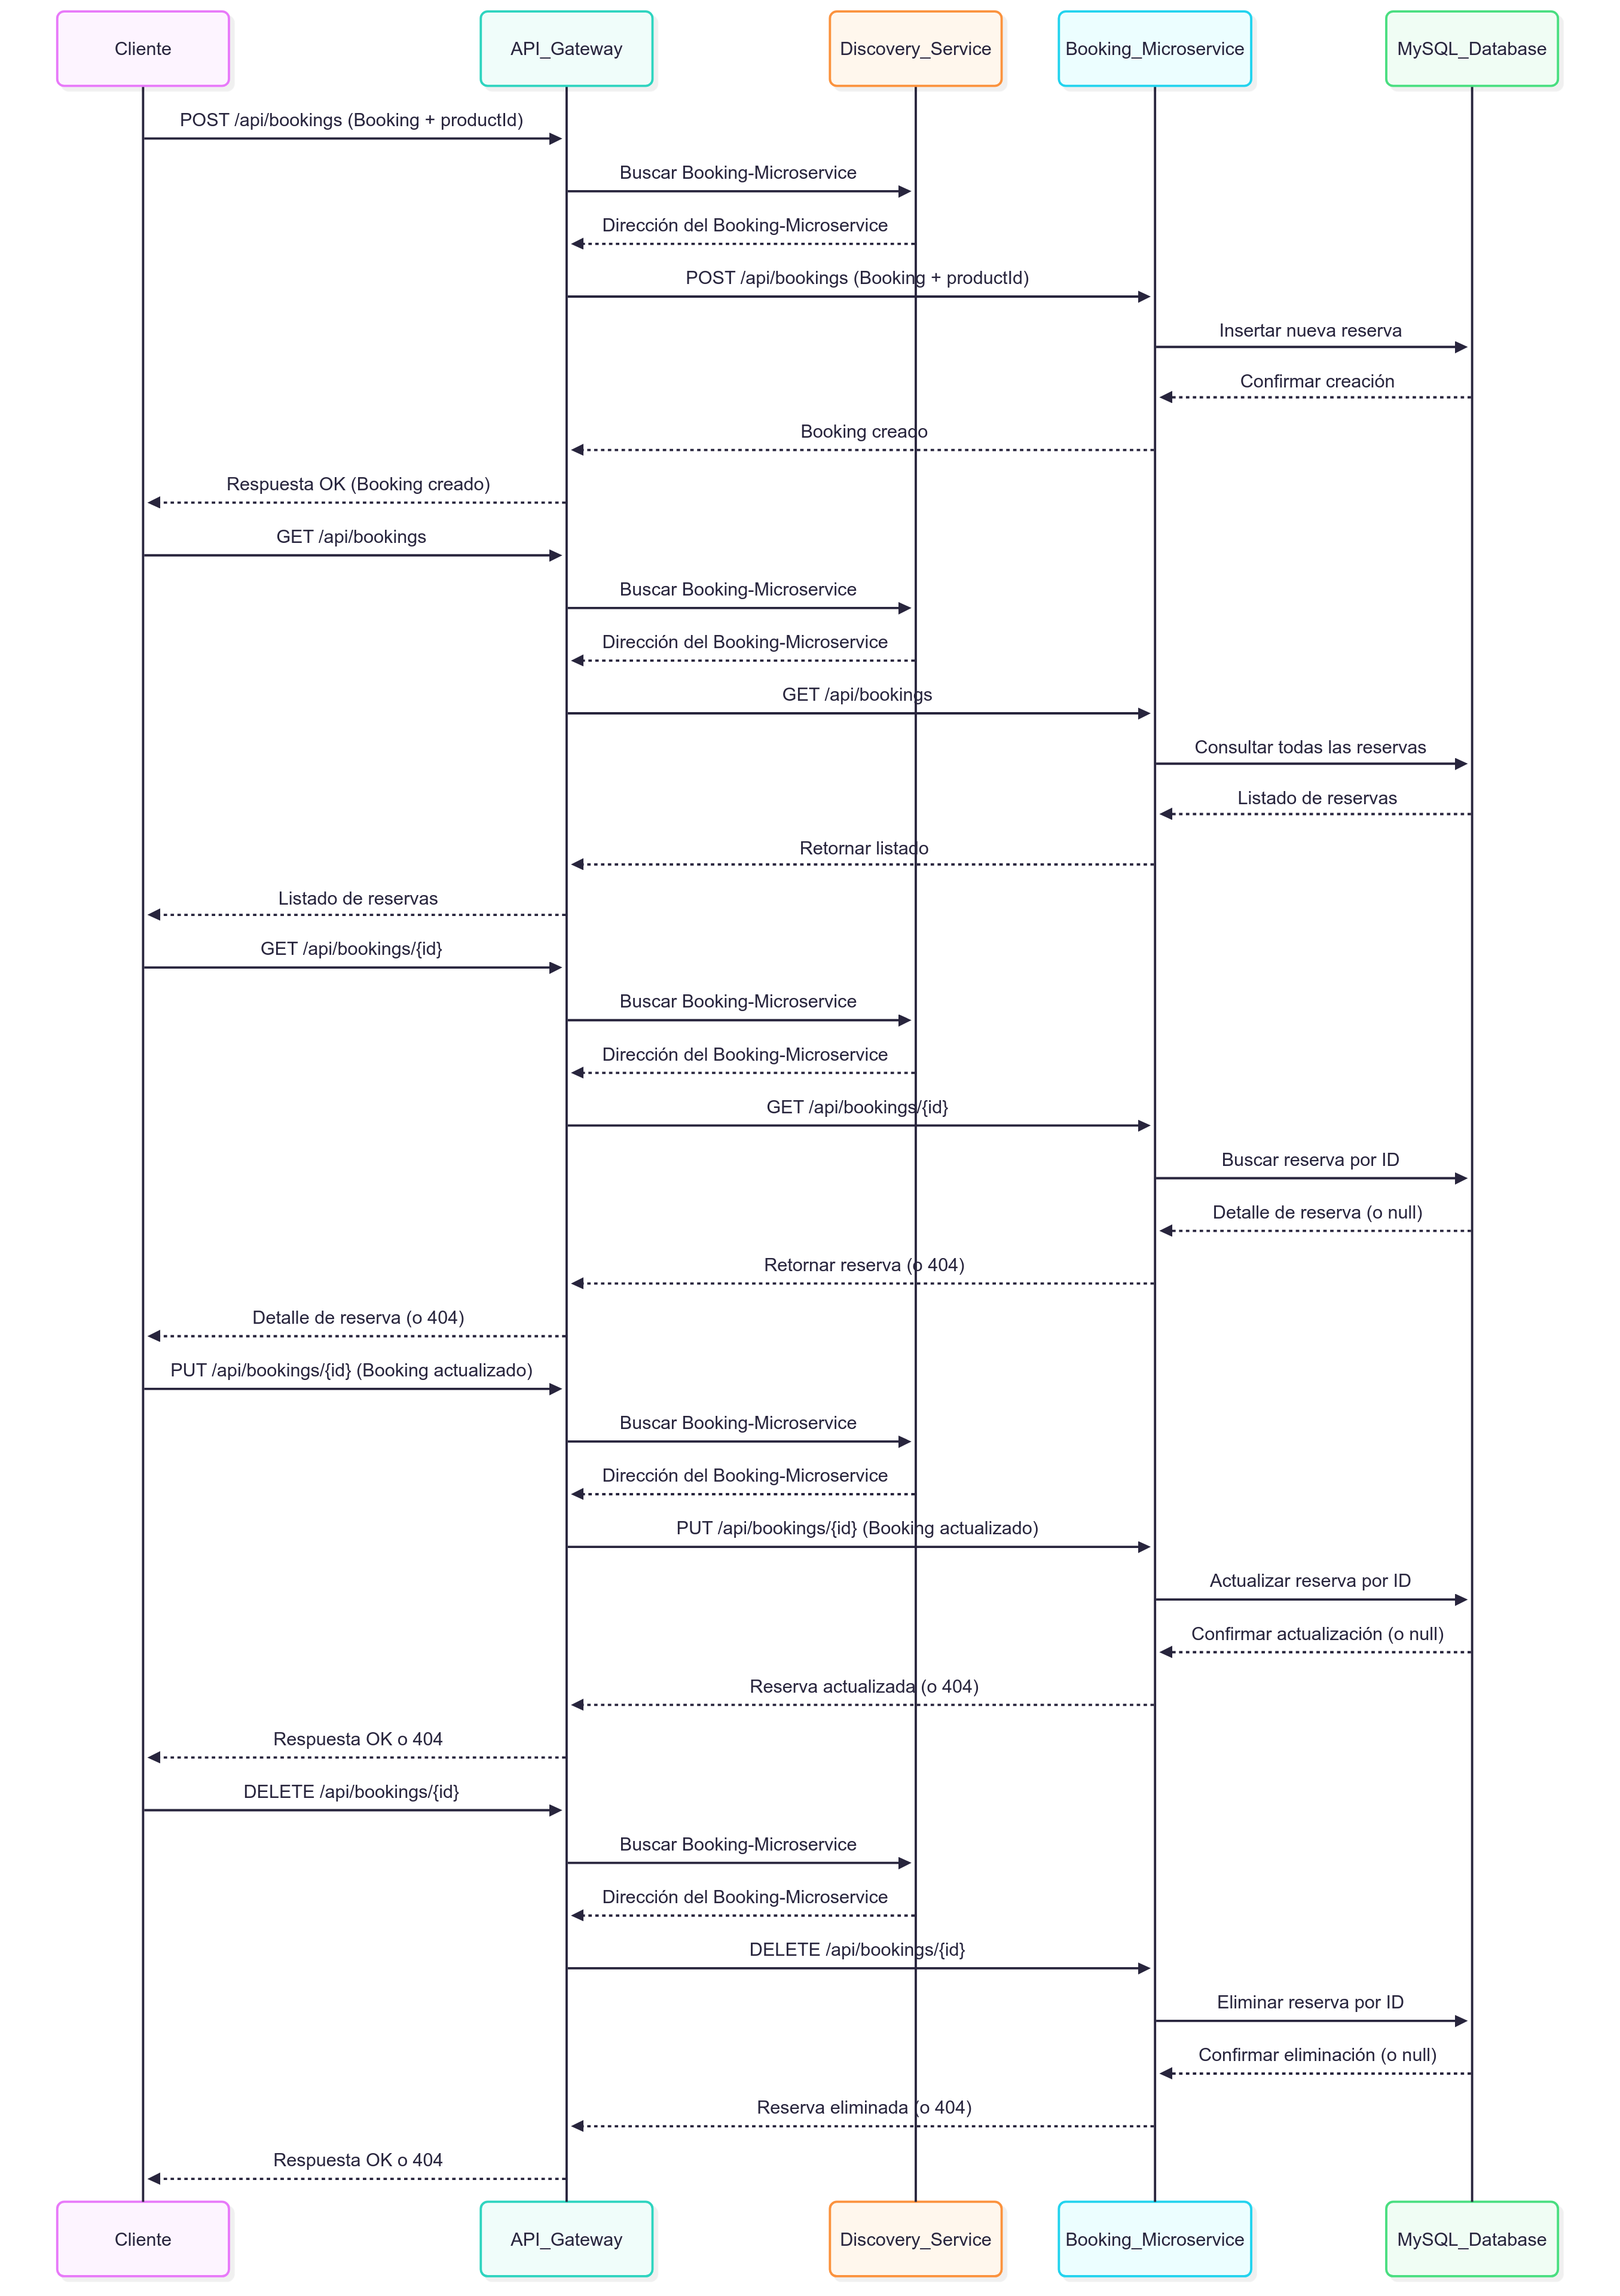 Cliente
API_Gateway
Discovery_Service
Booking_Microservice
MySQL_Database
POST /api/bookings (Booking + productId)
Buscar Booking-Microservice
Dirección del Booking-Microservice
POST /api/bookings (Booking + productId)
Insertar nueva reserva
Confirmar creación
Booking creado
Respuesta OK (Booking creado)
GET /api/bookings
Buscar Booking-Microservice
Dirección del Booking-Microservice
GET /api/bookings
Consultar todas las reservas
Listado de reservas
Retornar listado
Listado de reservas
GET /api/bookings/{id}
Buscar Booking-Microservice
Dirección del Booking-Microservice
GET /api/bookings/{id}
Buscar reserva por ID
Detalle de reserva (o null)
Retornar reserva (o 404)
Detalle de reserva (o 404)
PUT /api/bookings/{id} (Booking actualizado)
Buscar Booking-Microservice
Dirección del Booking-Microservice
PUT /api/bookings/{id} (Booking actualizado)
Actualizar reserva por ID
Confirmar actualización (o null)
Reserva actualizada (o 404)
Respuesta OK o 404
DELETE /api/bookings/{id}
Buscar Booking-Microservice
Dirección del Booking-Microservice
DELETE /api/bookings/{id}
Eliminar reserva por ID
Confirmar eliminación (o null)
Reserva eliminada (o 404)
Respuesta OK o 404
Cliente
API_Gateway
Discovery_Service
Booking_Microservice
MySQL_Database